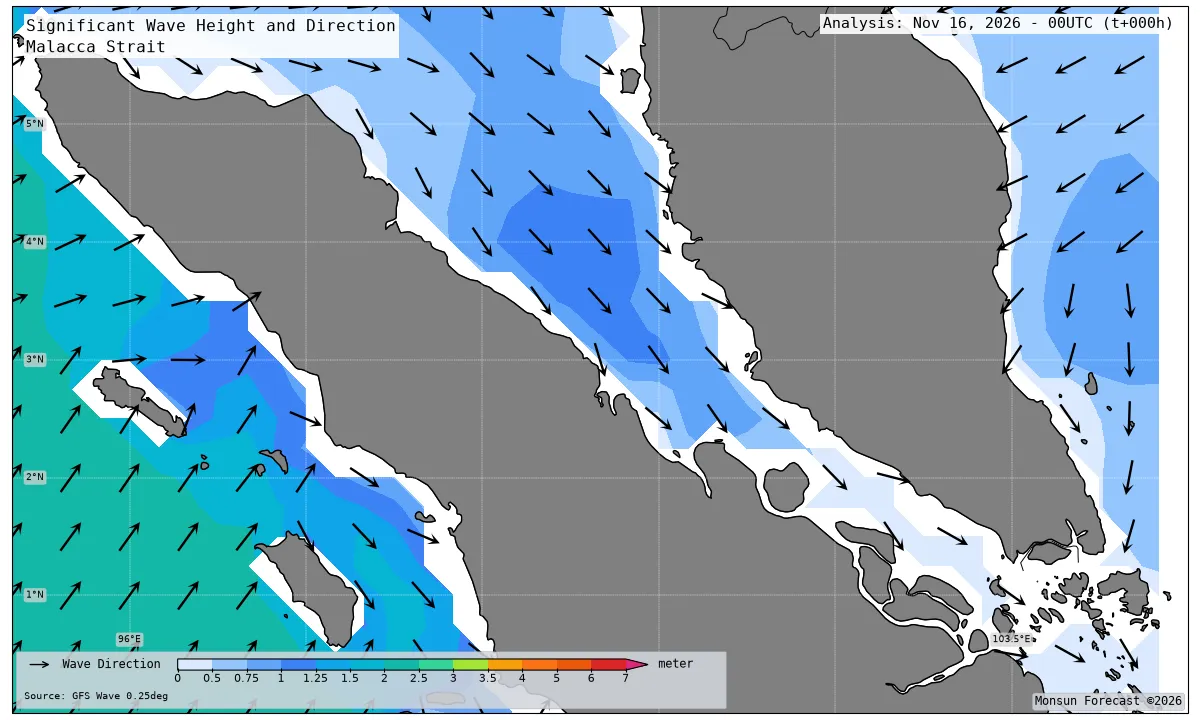 Significant Wave Height and Direction
Malacca Strait
Analysis: Nov 16, 2026 - 00UTC (t+000h)
5°N
4°N
3°N
2°N
1°N
96°E
103.5°E
Wave Direction
meter
0 0.5 0.75 1 1.25 1.5 2 2.5 3 3.5 4 5 6 7
Source: GFS Wave 0.25deg
Monsun Forecast ©2026